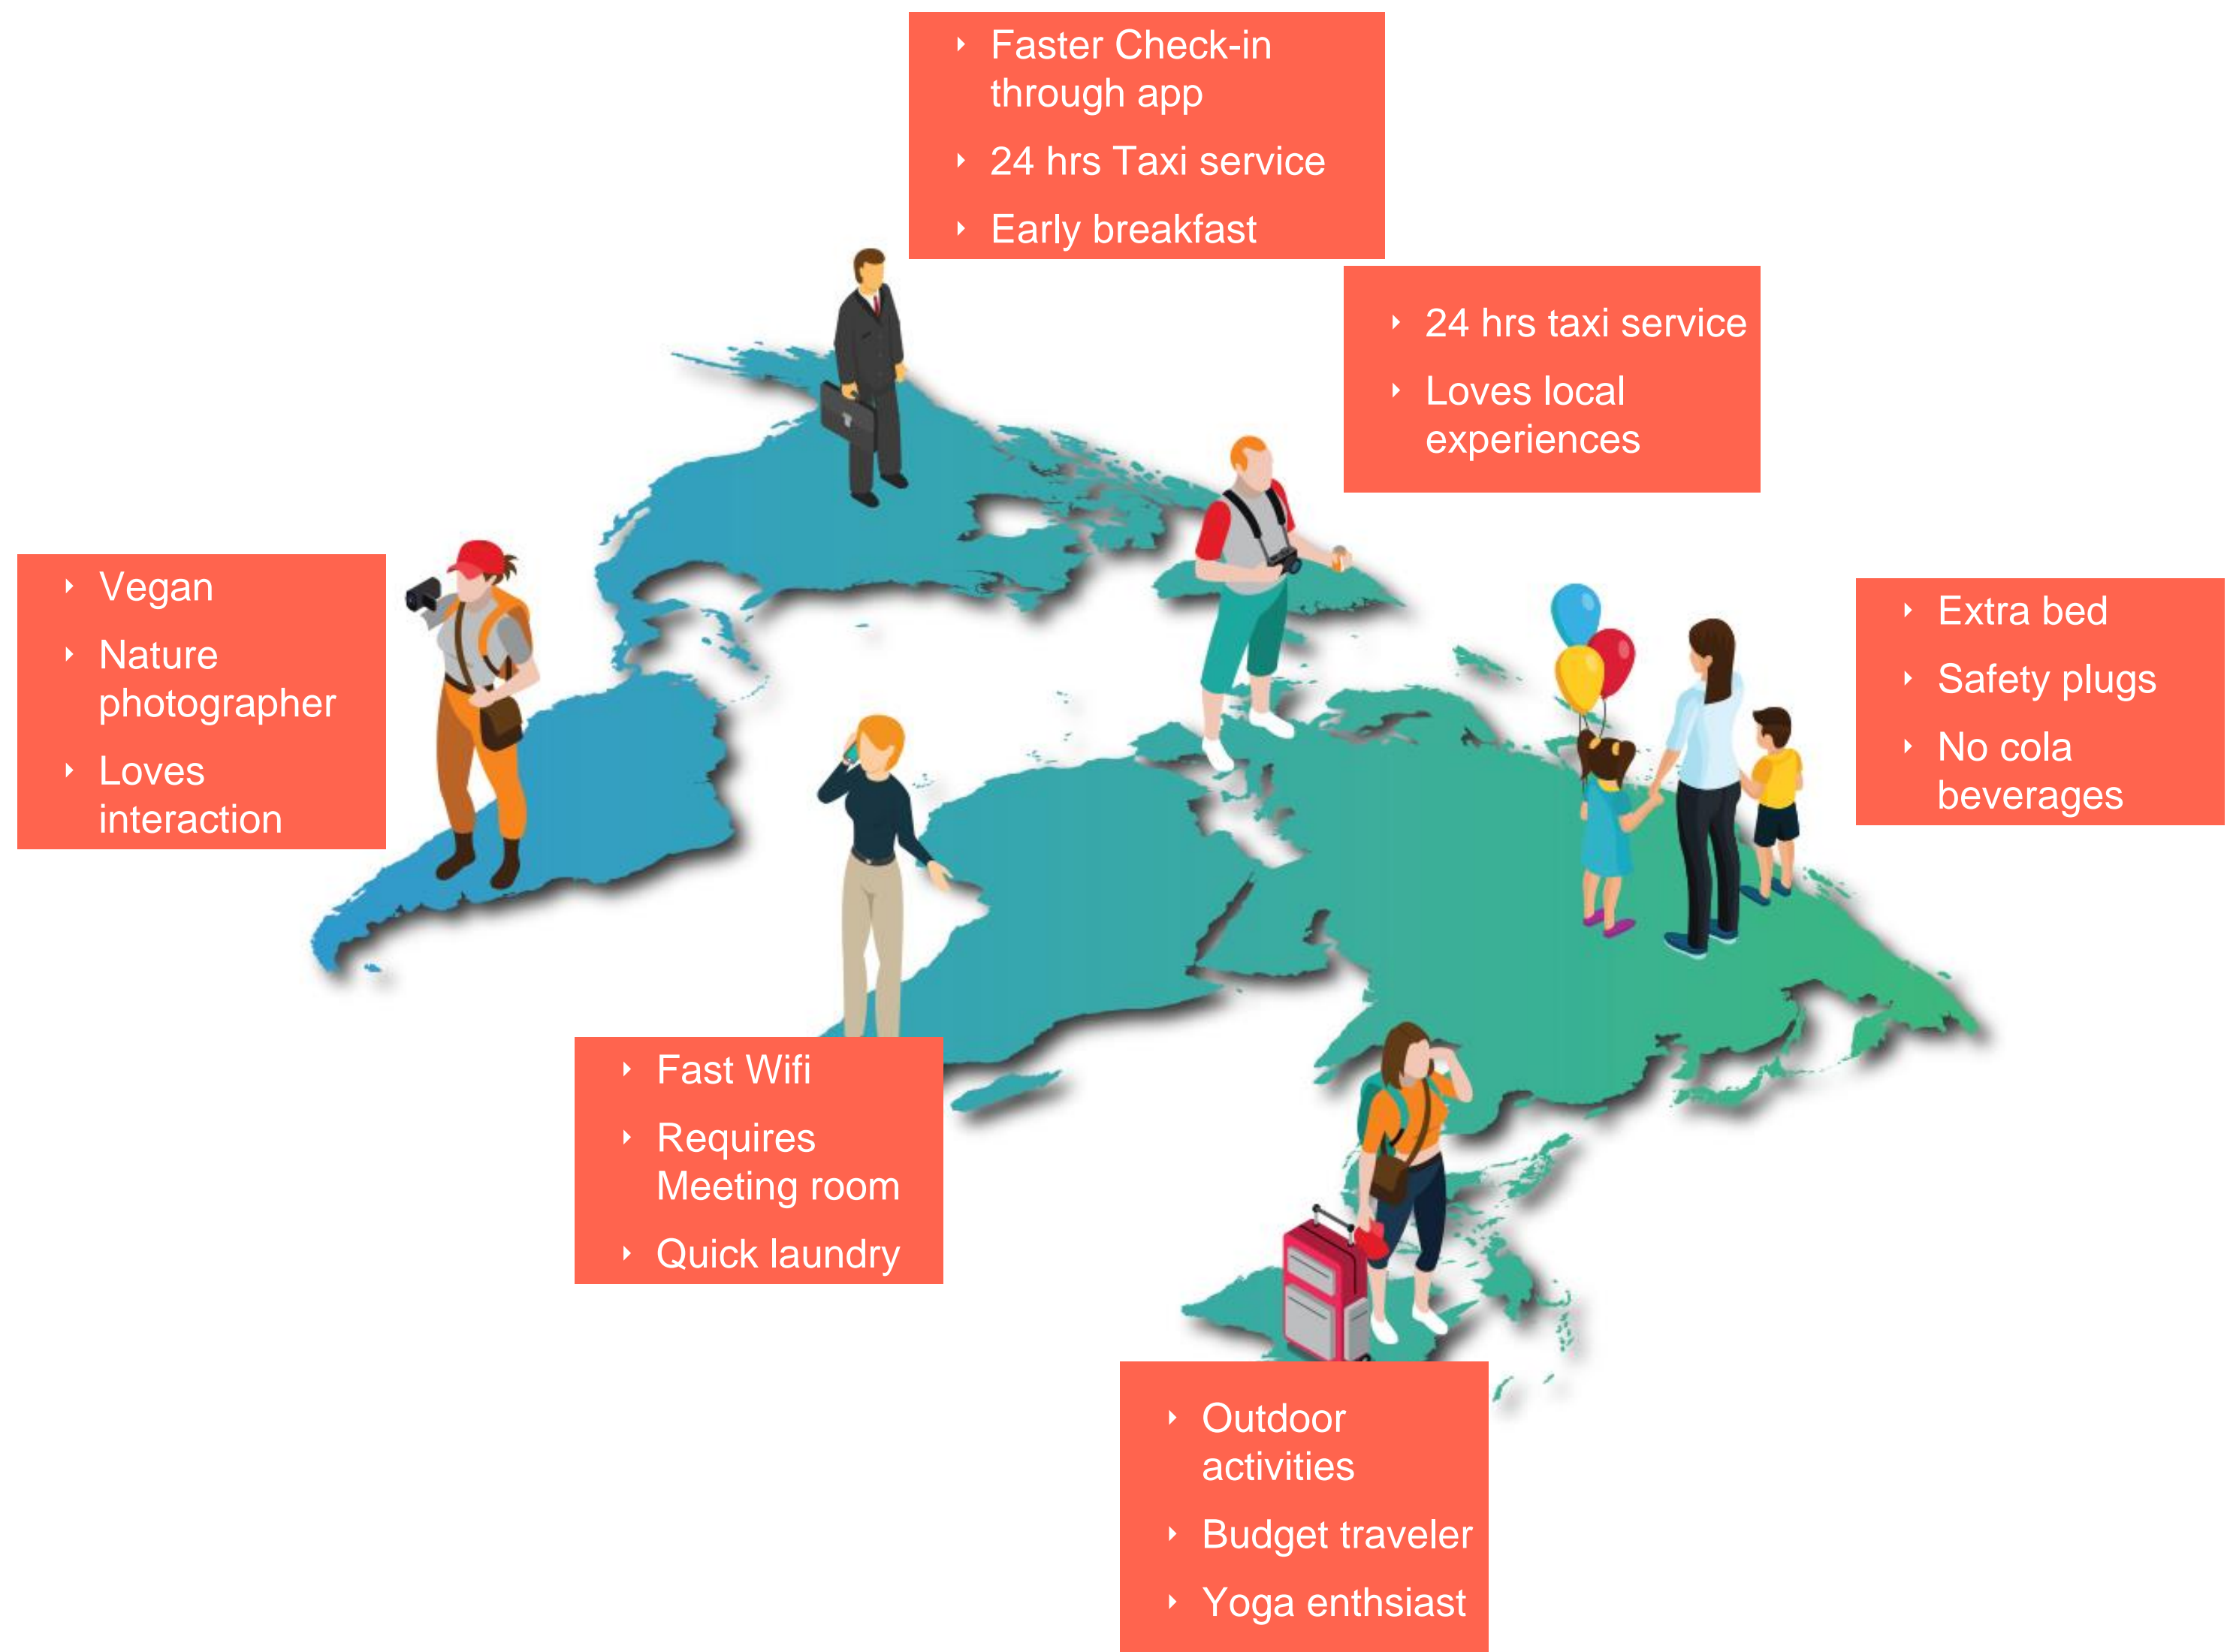 ‣ Faster Check-in
through app
‣ 24 hrs Taxi service
‣ Early breakfast
‣ 24 hrs taxi service
‣ Loves local
experiences
‣ Vegan
‣ Nature
photographer
‣ Loves
interaction
‣ Extra bed
‣ Safety plugs
‣ No cola
beverages
‣ Fast Wifi
‣ Requires
Meeting room
‣ Quick laundry
‣ Outdoor
activities
‣ Budget traveler
‣ Yoga enthsiast